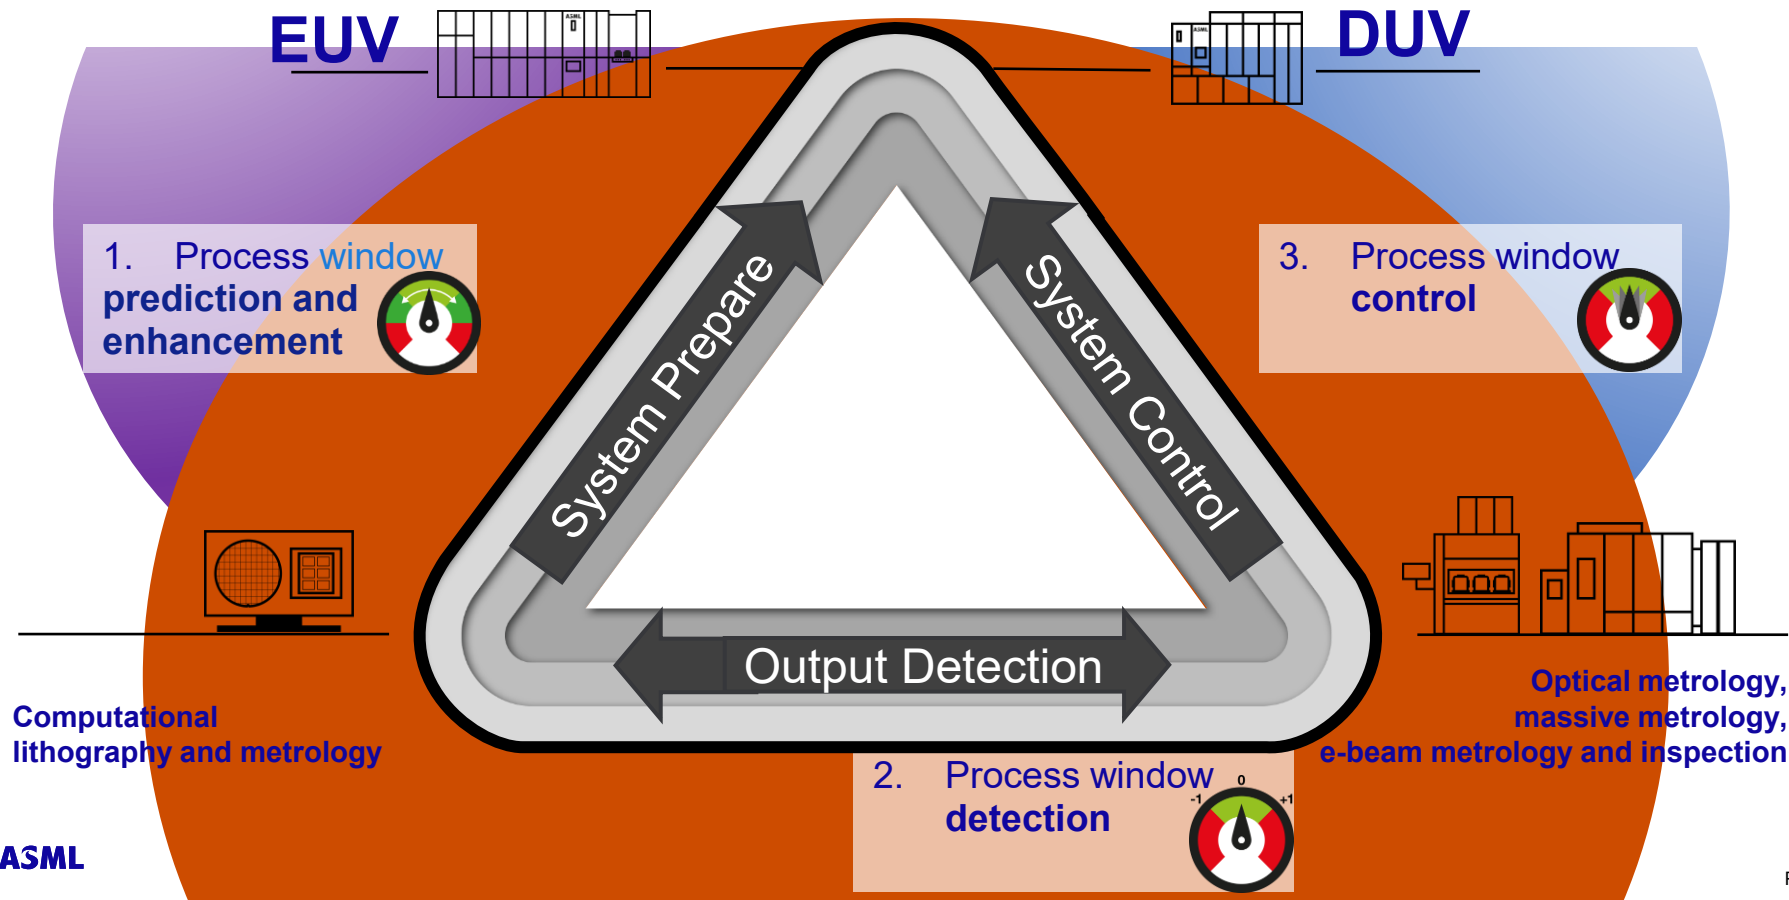 EUV
ASML
ASML
DUV
1. Process window
prediction and
enhancement
3. Process window
control
System Prepare
System Control
Output Detection
Computational
lithography and metrology
Optical metrology,
massive metrology,
e-beam metrology and inspection
2. Process window
detection
-1 0 +1
ASML